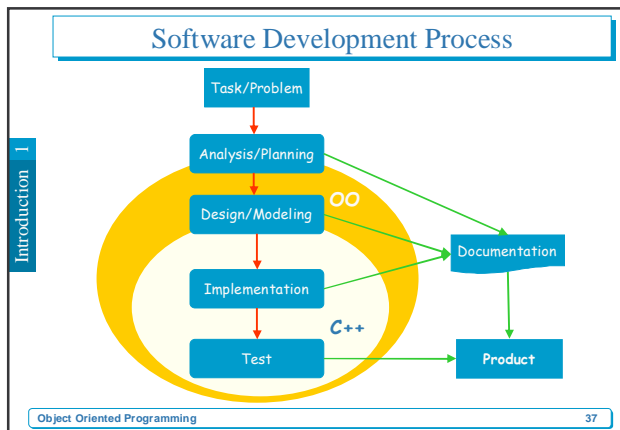 Software Development Process
Task/Problem
Introduction 1
Analysis/Planning
OO
Design/Modeling
Documentation
Implementation
C++
Test
Product
Object Oriented Programming 37